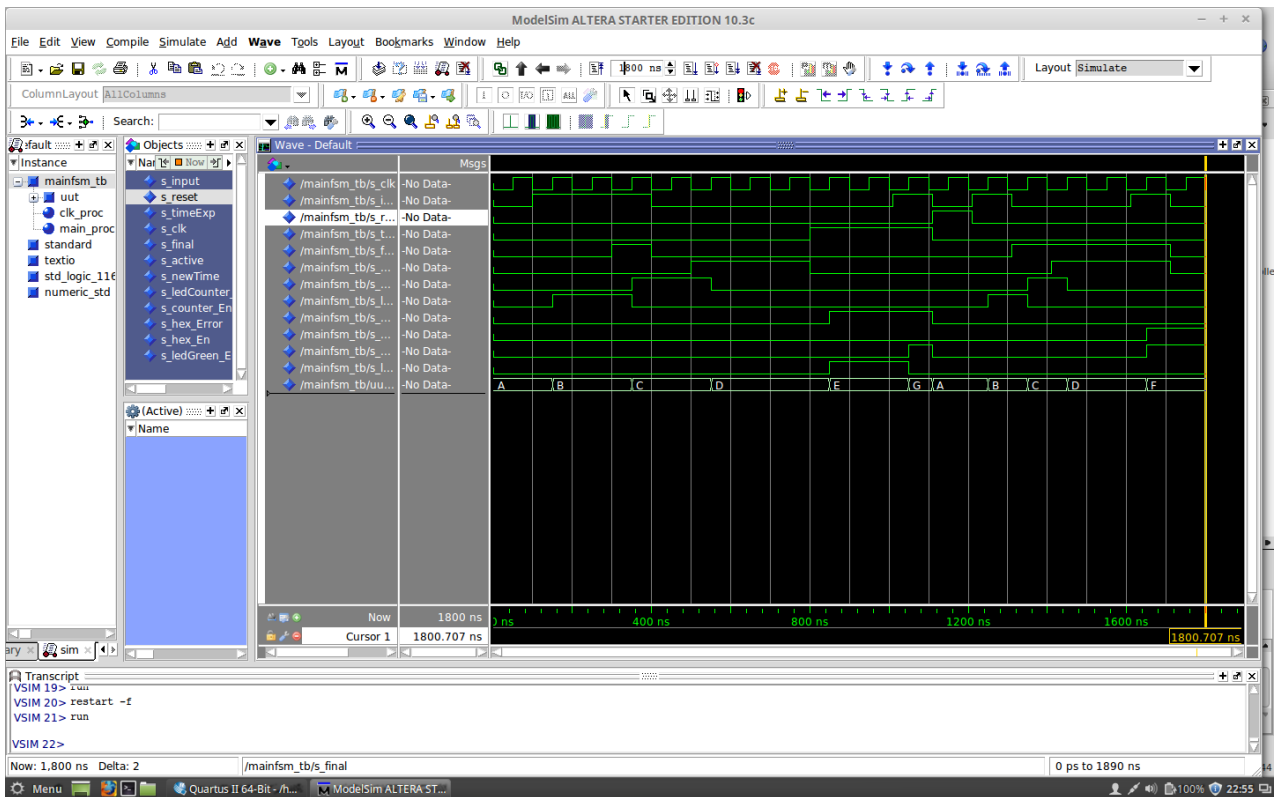 ModelSim ALTERA STARTER EDITION 10.3c
File Edit View Compile Simulate Add Wave Tools Layout Bookmarks Window Help
1800 ns
Layout Simulate
ColumnLayout AllColumns
Search:
Objects
Wave - Default
Instance
Now
Msgs
mainfsm_tb
uut
clk_proc
main_proc
standard
textio
std_logic_116
numeric_std
s_input
s_reset
s_timeExp
s_clk
s_final
s_active
s_newTime
s_ledCounter
s_counter_En
s_hex_Error
s_hex_En
s_ledGreen_E
(Active)
Name
/mainfsm_tb/s_clk -No Data-
/mainfsm_tb/s_i... -No Data-
/mainfsm_tb/s_r... -No Data-
/mainfsm_tb/s_t... -No Data-
/mainfsm_tb/s_f... -No Data-
/mainfsm_tb/s_... -No Data-
/mainfsm_tb/s_... -No Data-
/mainfsm_tb/s_l... -No Data-
/mainfsm_tb/s_... -No Data-
/mainfsm_tb/s_... -No Data-
/mainfsm_tb/s_... -No Data-
/mainfsm_tb/s_l... -No Data-
/mainfsm_tb/uu... -No Data- A B C D E G A B C D F
Now 1800 ns
400 ns 800 ns 1200 ns 1600 ns
Cursor 1 1800.707 ns 1800.707 ns
ary sim
Transcript
VSIM 19> run
VSIM 20> restart -f
VSIM 21> run
VSIM 22>
Now: 1,800 ns Delta: 2 /mainfsm_tb/s_final 0 ps to 1890 ns
Menu Quartus II 64-Bit - /h... ModelSim ALTERA ST... 100% 22:55